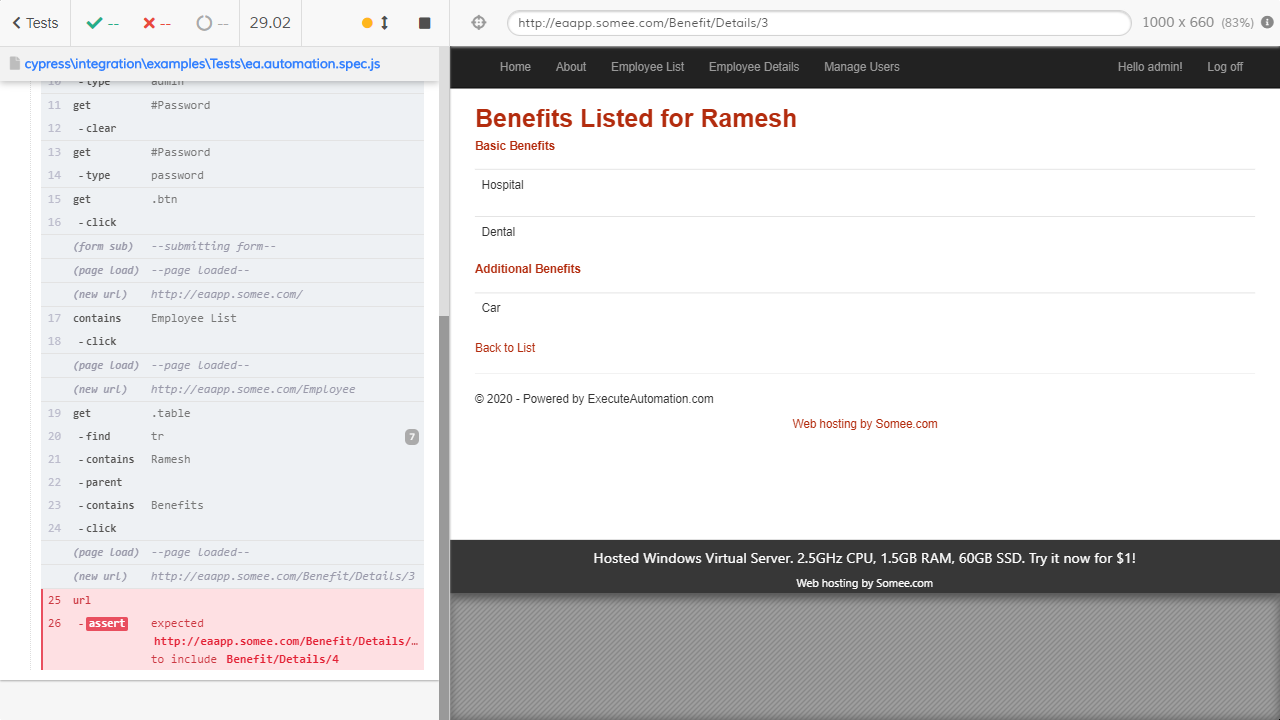 Tests
--
--
--
29.02
cypress\integration\examples\Tests\ea.automation.spec.js
10 -type admin
11 get #Password
12 -clear
13 get #Password
14 -type password
15 get .btn
16 -click
(form sub) --submitting form--
(page load) --page loaded--
(new url) http://eaapp.somee.com/
17 contains Employee List
18 -click
(page load) --page loaded--
(new url) http://eaapp.somee.com/Employee
19 get .table
20 -find tr 7
21 -contains Ramesh
22 -parent
23 -contains Benefits
24 -click
(page load) --page loaded--
(new url) http://eaapp.somee.com/Benefit/Details/3
25 url
26 -assert expected
http://eaapp.somee.com/Benefit/Details/…
to include Benefit/Details/4
http://eaapp.somee.com/Benefit/Details/3
1000 x 660 (83%)
Home About Employee List Employee Details Manage Users Hello admin! Log off
Benefits Listed for Ramesh
Basic Benefits
Hospital
Dental
Additional Benefits
Car
Back to List
© 2020 - Powered by ExecuteAutomation.com
Web hosting by Somee.com
Hosted Windows Virtual Server. 2.5GHz CPU, 1.5GB RAM, 60GB SSD. Try it now for $1!
Web hosting by Somee.com